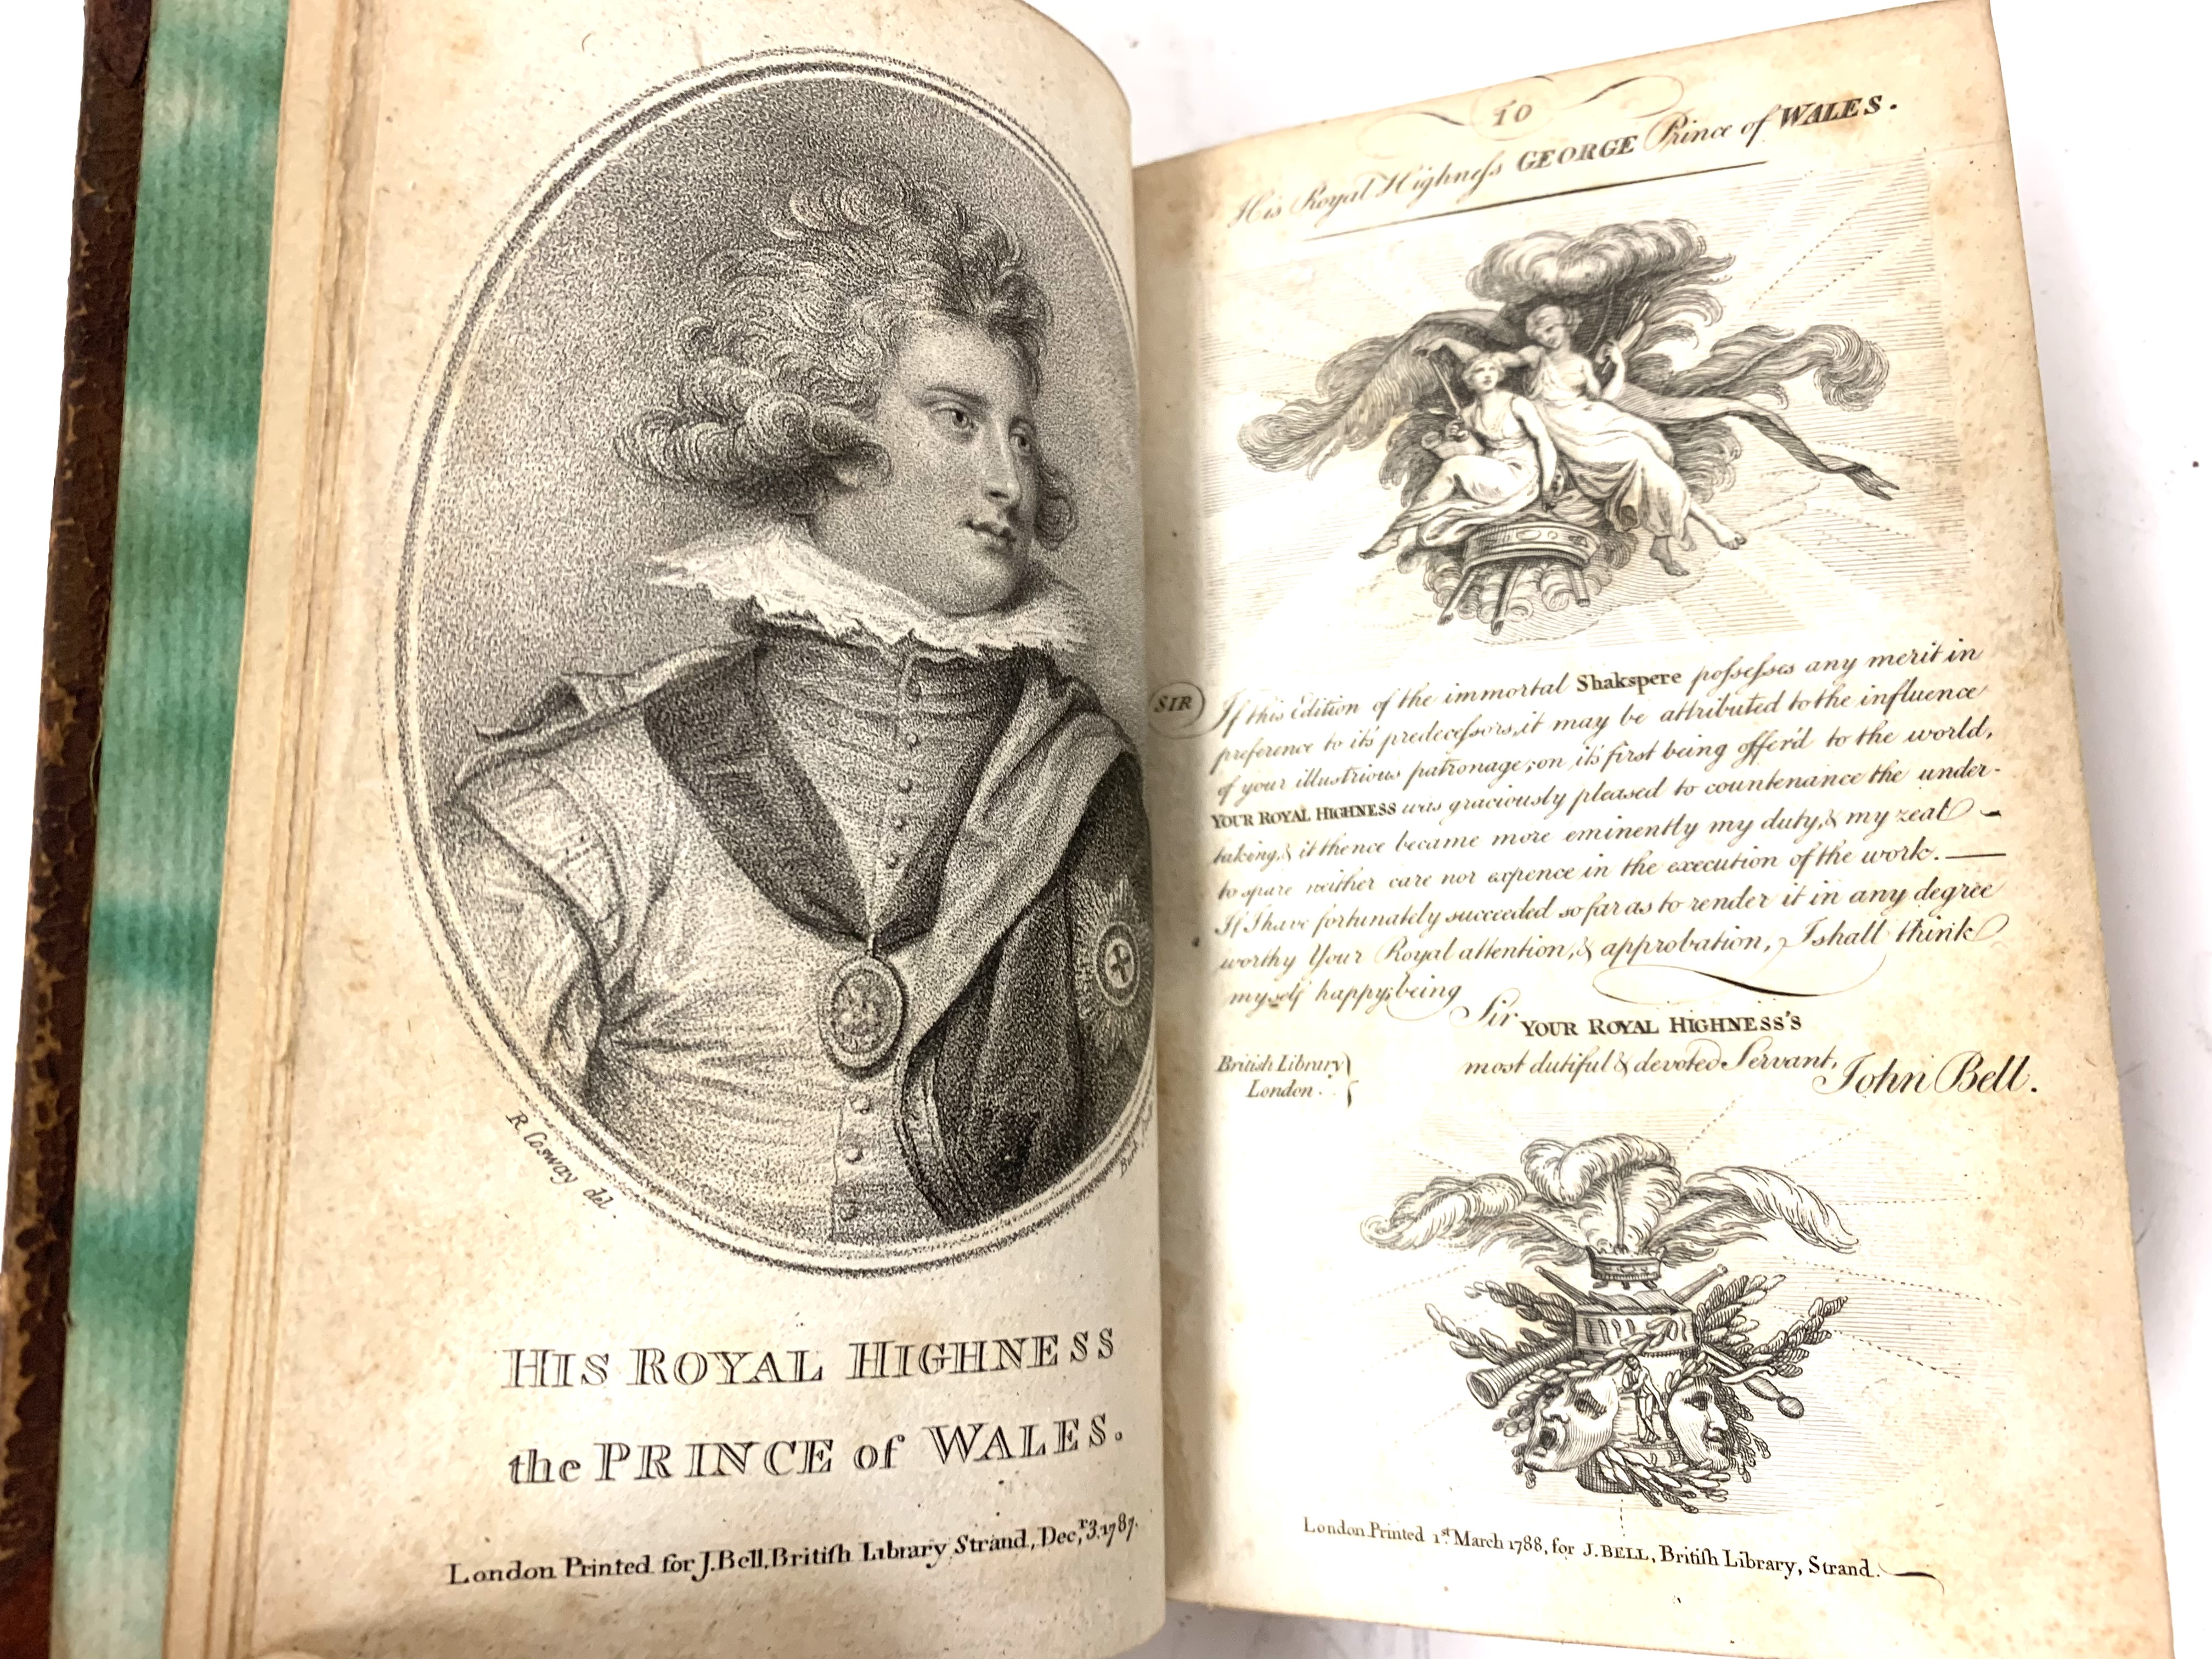 R. Cosway del.
HIS ROYAL HIGHNESS
the PRINCE of WALES.
London Printed for J. Bell, British Library Strand, Decr. 3. 1787.
TO
His Royal Highness GEORGE Prince of WALES.
SIR
If this Edition of the immortal Shakspere possesses any merit in
preference to it's predecessors, it may be attributed to the influence
of your illustrious patronage; on it's first being offer'd to the world,
YOUR ROYAL HIGHNESS was graciously pleased to countenance the under-
taking, & it thence became more eminently my duty, & my zeal
to spare neither care nor expence in the execution of the work.
If I have fortunately succeeded so far as to render it in any degree
worthy Your Royal attention, & approbation, I shall think
myself happy; being
Sir YOUR ROYAL HIGHNESS'S
most dutiful & devoted Servant,
British Library
London.
John Bell.
London Printed 1st March 1788, for J. BELL, British Library, Strand.